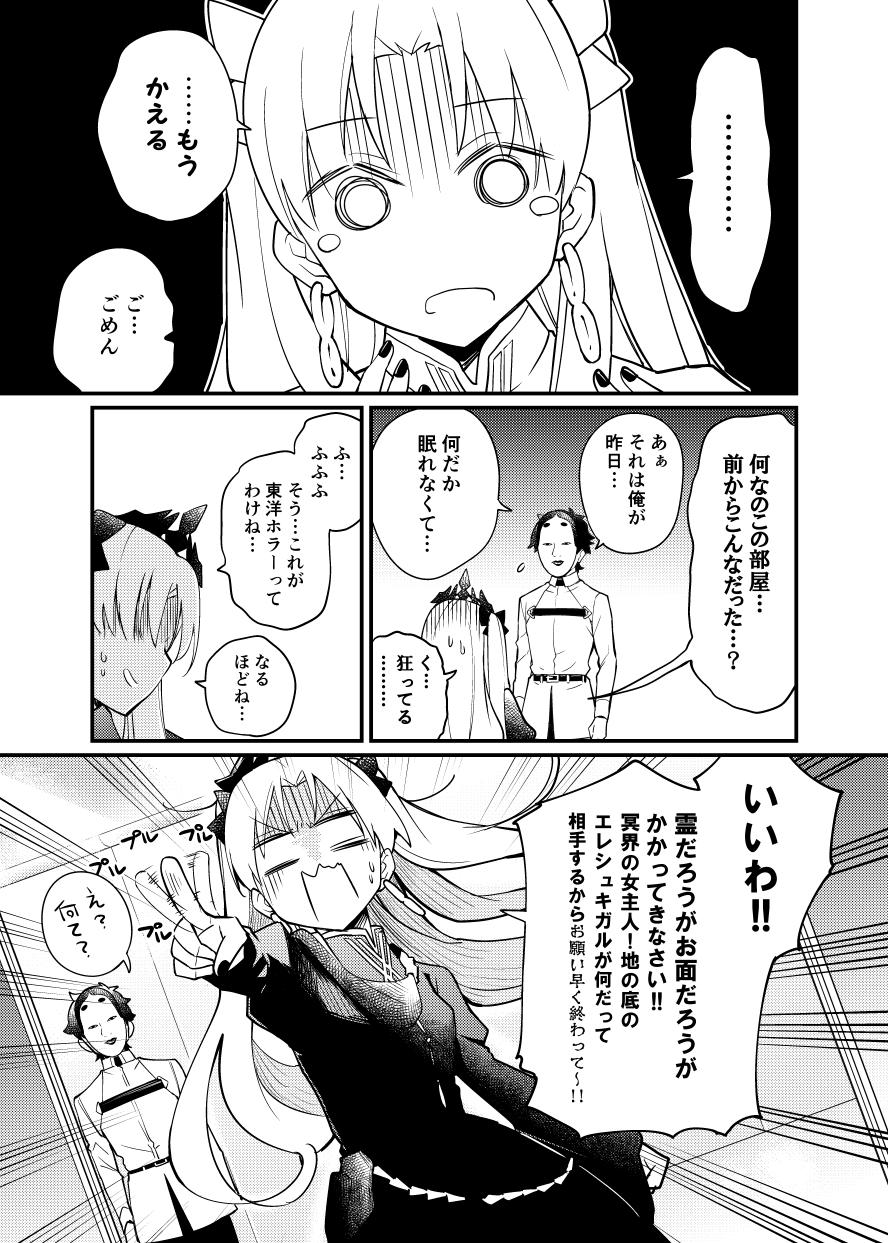 …………
……もう
かえる
ご…
ごめん
何なのこの部屋…
前からこんなだった…？
あぁ
それは俺が
昨日…
何だか
眠れなくて…
く…
狂ってる
………
ふ…
ふふふ
そう…これが
東洋ホラーって
わけね…
なる
ほどね…
いいわ!!
霊だろうがお面だろうが
かかってきなさい!!
冥界の女主人！地の底の
エレシュキガルが何だって
相手するからお願い早く終わって～!!
プル
プル
プル
プル
え？
何て？